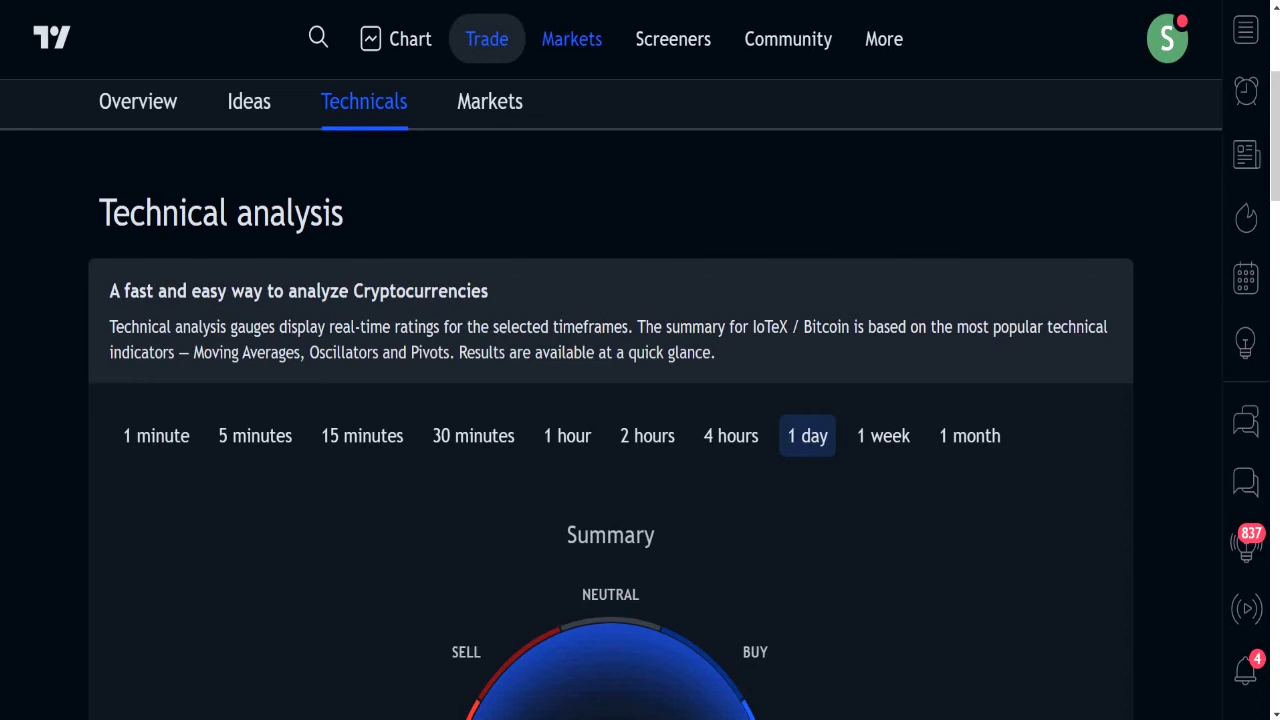 Chart Trade Markets Screeners Community More S
Overview Ideas Technicals Markets
Technical analysis
A fast and easy way to analyze Cryptocurrencies
Technical analysis gauges display real-time ratings for the selected timeframes. The summary for IoTeX / Bitcoin is based on the most popular technical
indicators — Moving Averages, Oscillators and Pivots. Results are available at a quick glance.
1 minute 5 minutes 15 minutes 30 minutes 1 hour 2 hours 4 hours 1 day 1 week 1 month
Summary
NEUTRAL
SELL BUY
837
4